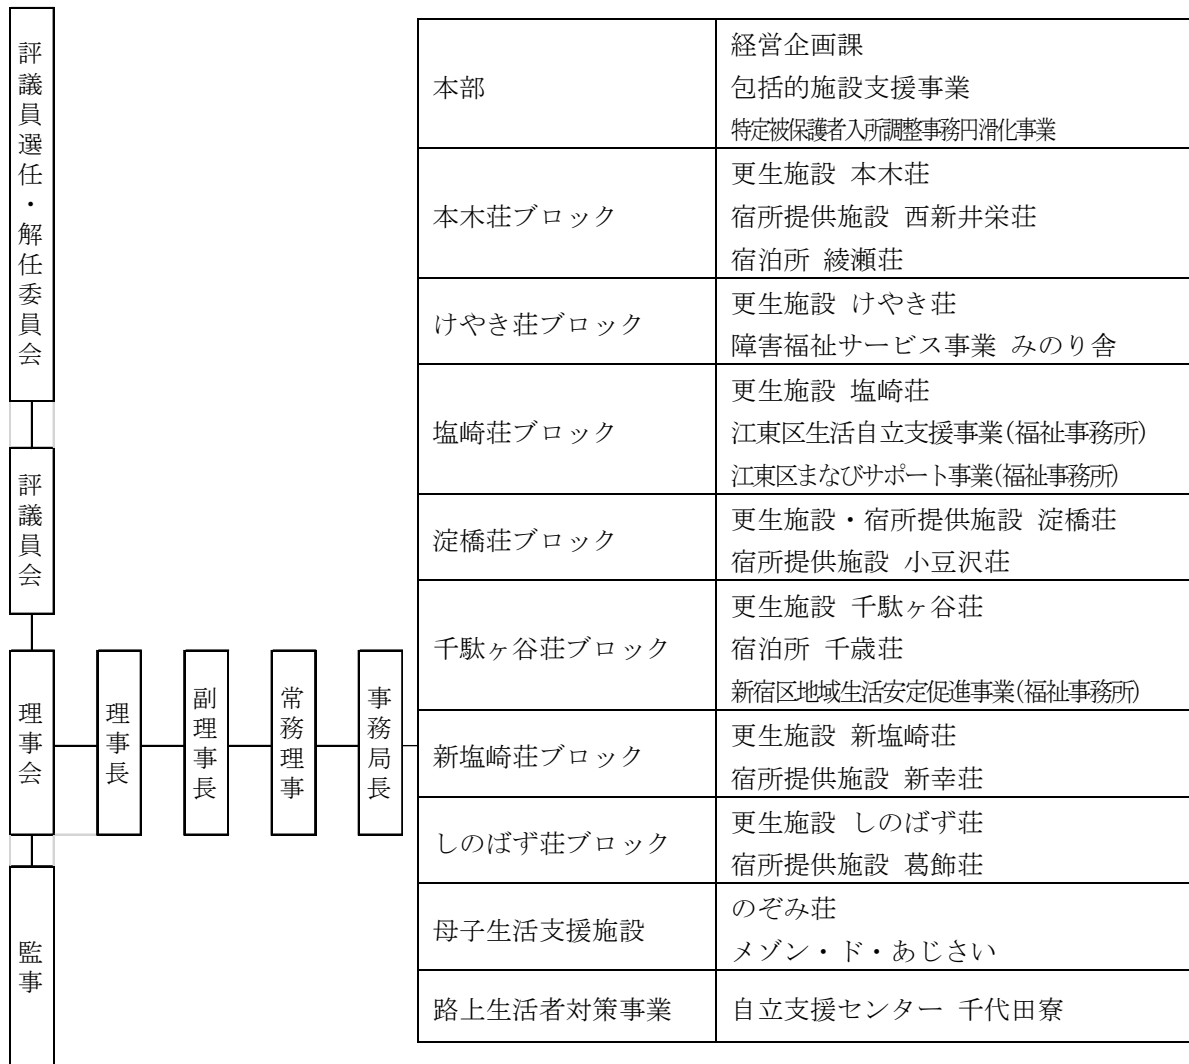 評議員選任・解任委員会
評議員会
理事会
監事
理事長
副理事長
常務理事
事務局長
本部
経営企画課
包括的施設支援事業
特定被保護者入所調整事務円滑化事業
本木荘ブロック
更生施設 本木荘
宿所提供施設 西新井栄荘
宿泊所 綾瀬荘
けやき荘ブロック
更生施設 けやき荘
障害福祉サービス事業 みのり舎
塩崎荘ブロック
更生施設 塩崎荘
江東区生活自立支援事業(福祉事務所)
江東区まなびサポート事業(福祉事務所)
淀橋荘ブロック
更生施設・宿所提供施設 淀橋荘
宿所提供施設 小豆沢荘
千駄ヶ谷荘ブロック
更生施設 千駄ヶ谷荘
宿泊所 千歳荘
新宿区地域生活安定促進事業(福祉事務所)
新塩崎荘ブロック
更生施設 新塩崎荘
宿所提供施設 新幸荘
しのばず荘ブロック
更生施設 しのばず荘
宿所提供施設 葛飾荘
母子生活支援施設
のぞみ荘
メゾン・ド・あじさい
路上生活者対策事業
自立支援センター 千代田寮